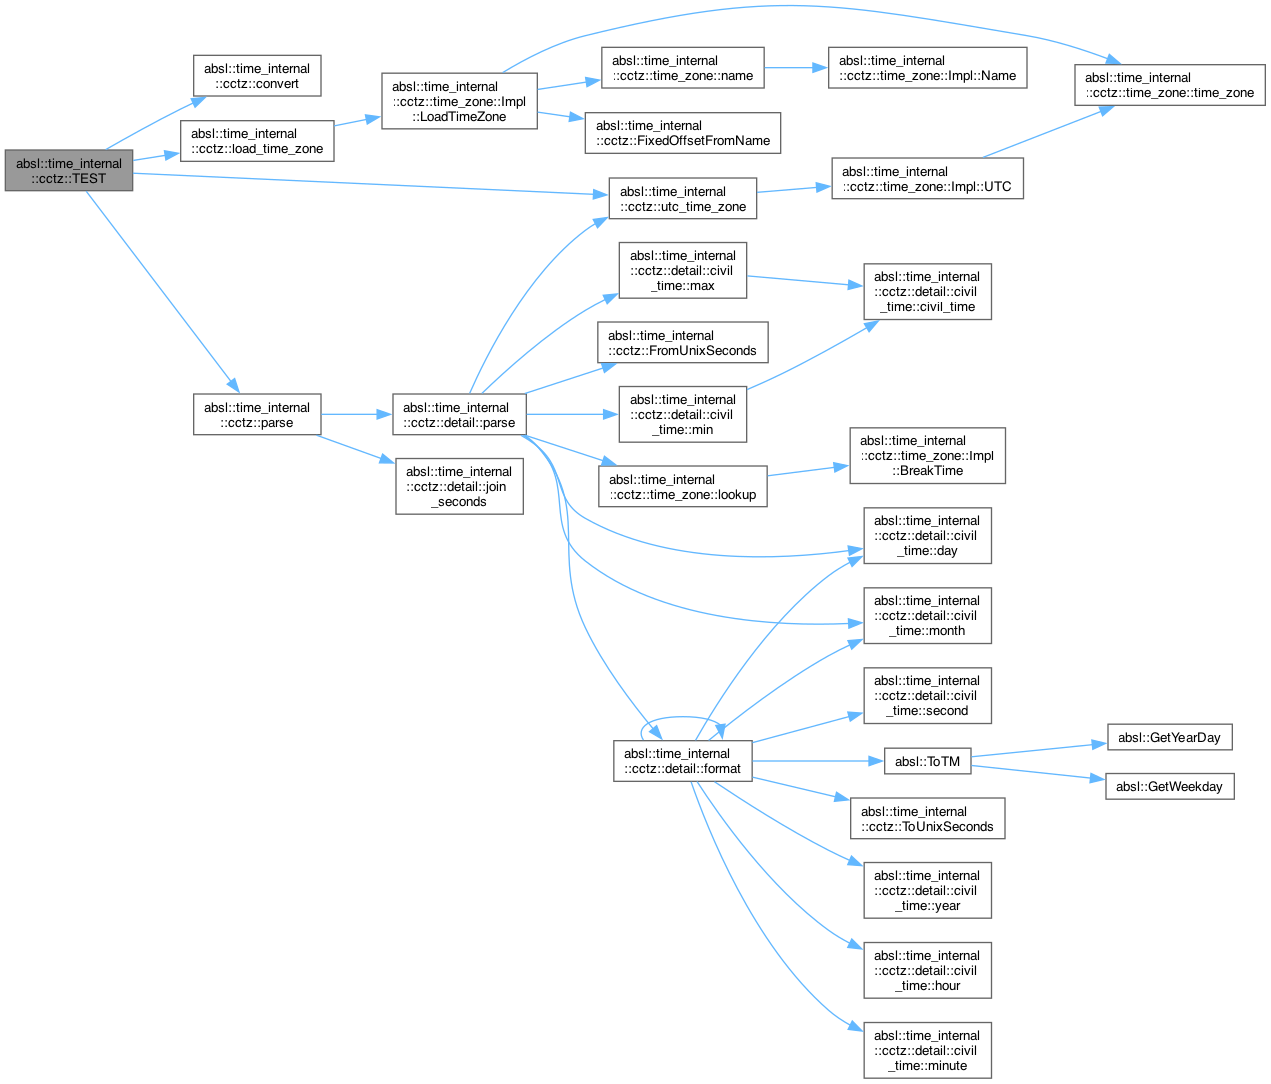 absl::time_internal
::cctz::TEST
absl::time_internal
::cctz::convert
absl::time_internal
::cctz::load_time_zone
absl::time_internal
::cctz::time_zone::Impl
::LoadTimeZone
absl::time_internal
::cctz::time_zone::name
absl::time_internal
::cctz::time_zone::Impl::Name
absl::time_internal
::cctz::time_zone::time_zone
absl::time_internal
::cctz::FixedOffsetFromName
absl::time_internal
::cctz::utc_time_zone
absl::time_internal
::cctz::time_zone::Impl::UTC
absl::time_internal
::cctz::detail::civil
_time::max
absl::time_internal
::cctz::detail::civil
_time::civil_time
absl::time_internal
::cctz::FromUnixSeconds
absl::time_internal
::cctz::parse
absl::time_internal
::cctz::detail::parse
absl::time_internal
::cctz::detail::civil
_time::min
absl::time_internal
::cctz::detail::join
_seconds
absl::time_internal
::cctz::time_zone::lookup
absl::time_internal
::cctz::time_zone::Impl
::BreakTime
absl::time_internal
::cctz::detail::civil
_time::day
absl::time_internal
::cctz::detail::civil
_time::month
absl::time_internal
::cctz::detail::civil
_time::second
absl::time_internal
::cctz::detail::format
absl::ToTM
absl::GetYearDay
absl::GetWeekday
absl::time_internal
::cctz::ToUnixSeconds
absl::time_internal
::cctz::detail::civil
_time::year
absl::time_internal
::cctz::detail::civil
_time::hour
absl::time_internal
::cctz::detail::civil
_time::minute